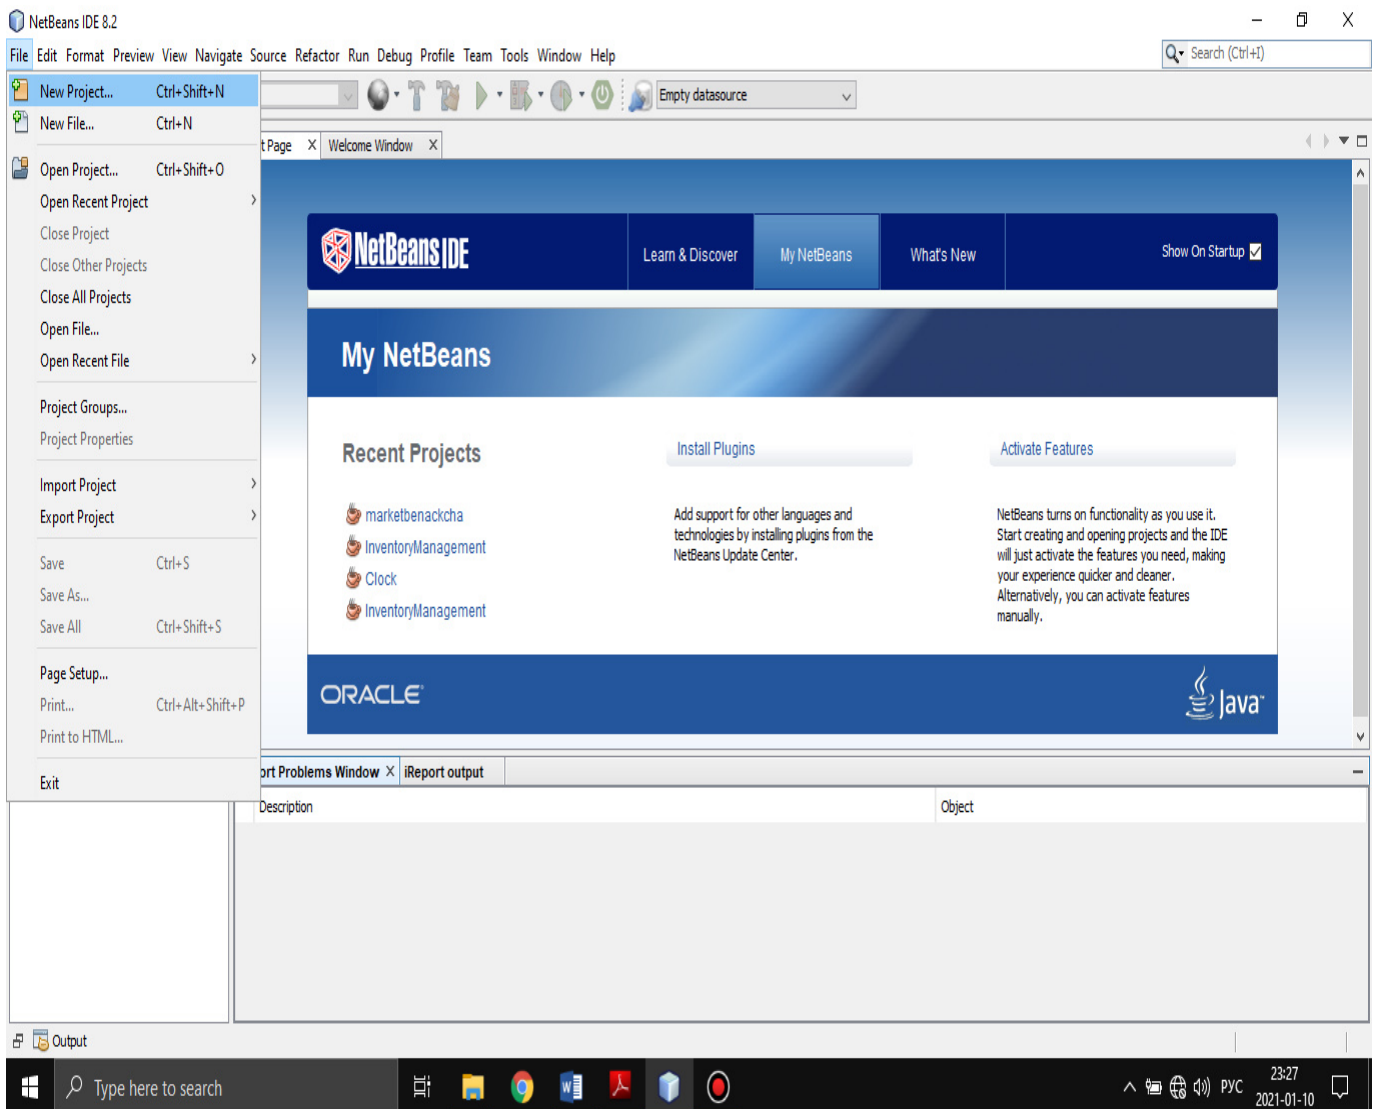 NetBeans IDE 8.2
File Edit Format Preview View Navigate Source Refactor Run Debug Profile Team Tools Window Help
Search (Ctrl+I)
New Project... Ctrl+Shift+N
New File... Ctrl+N
Open Project... Ctrl+Shift+O
Open Recent Project
Close Project
Close Other Projects
Close All Projects
Open File...
Open Recent File
Project Groups...
Project Properties
Import Project
Export Project
Save Ctrl+S
Save As...
Save All Ctrl+Shift+S
Page Setup...
Print... Ctrl+Alt+Shift+P
Print to HTML...
Exit
Empty datasource
t Page X Welcome Window X
NetBeans IDE
Learn & Discover
My NetBeans
What's New
Show On Startup
My NetBeans
Recent Projects
marketbenackcha
InventoryManagement
Clock
InventoryManagement
Install Plugins
Add support for other languages and
technologies by installing plugins from the
NetBeans Update Center.
Activate Features
NetBeans turns on functionality as you use it.
Start creating and opening projects and the IDE
will just activate the features you need, making
your experience quicker and cleaner.
Alternatively, you can activate features
manually.
ORACLE
Java™
ort Problems Window X iReport output
Description Object
Output
Type here to search
РУС
23:27
2021-01-10